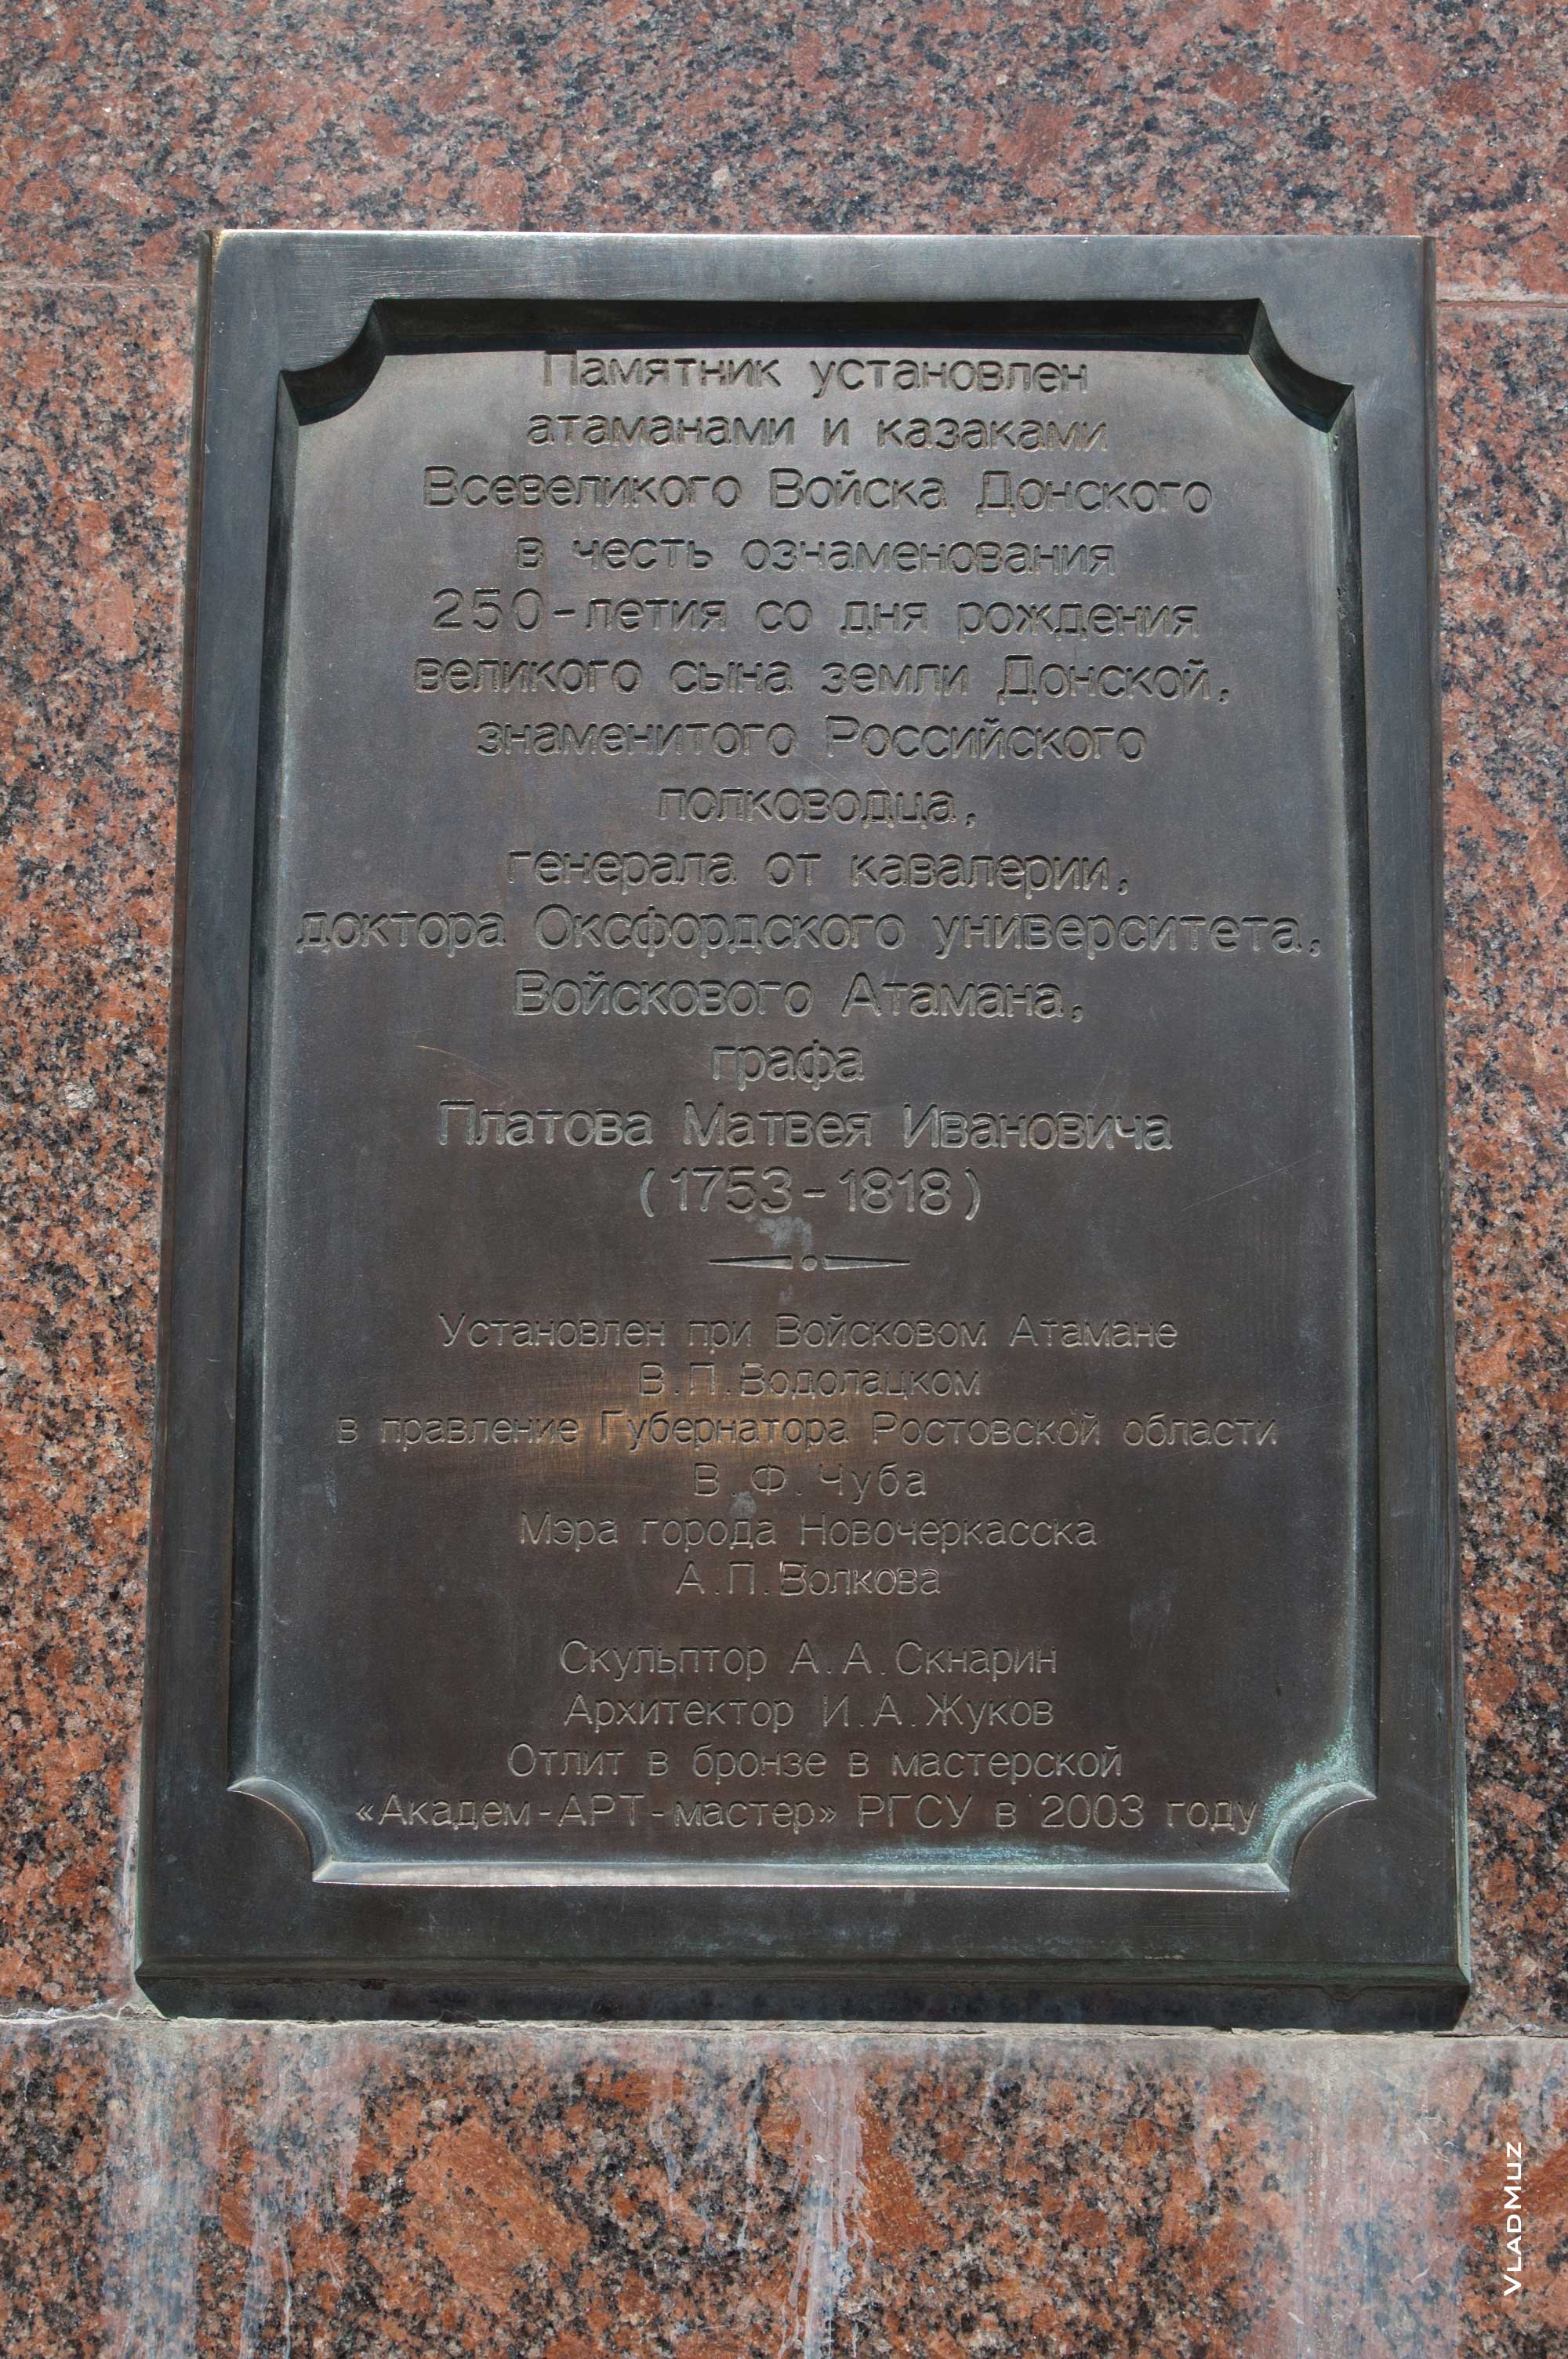 Памятник установлен
атаманами и казаками
Всевеликого Войска Донского
в честь ознаменования
250-летия со дня рождения
великого сына земли Донской,
знаменитого Российского
полководца,
генерала от кавалерии,
доктора Оксфордского университета,
Войскового Атамана,
графа
Платова Матвея Ивановича
(1753-1818)
Установлен при Войсковом Атамане
В.П.Водолацком
в правление Губернатора Ростовской области
В.Ф.Чуба
Мэра города Новочеркасска
А.П.Волкова
Скульптор А.А.Скнарин
Архитектор И.А.Жуков
Отлит в бронзе в мастерской
«Академ-АРТ-мастер» РГСУ в 2003 году
VLADMUZ